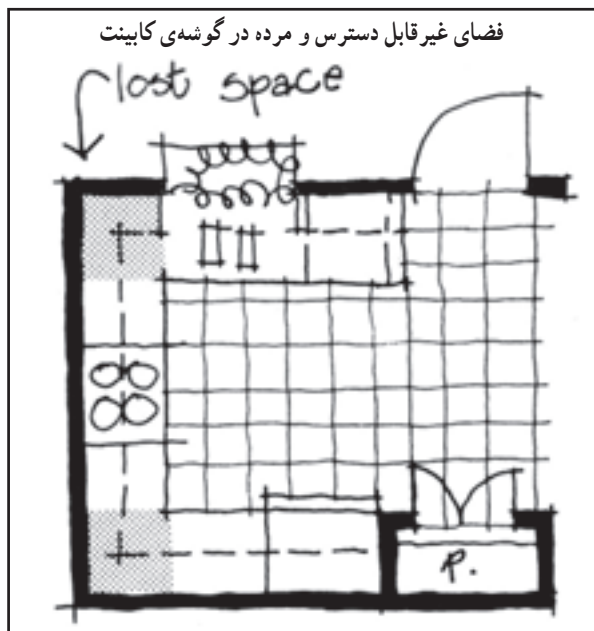 فضای غیرقابل دسترس و مرده در گوشه‌ی کابینت
lost space
P.